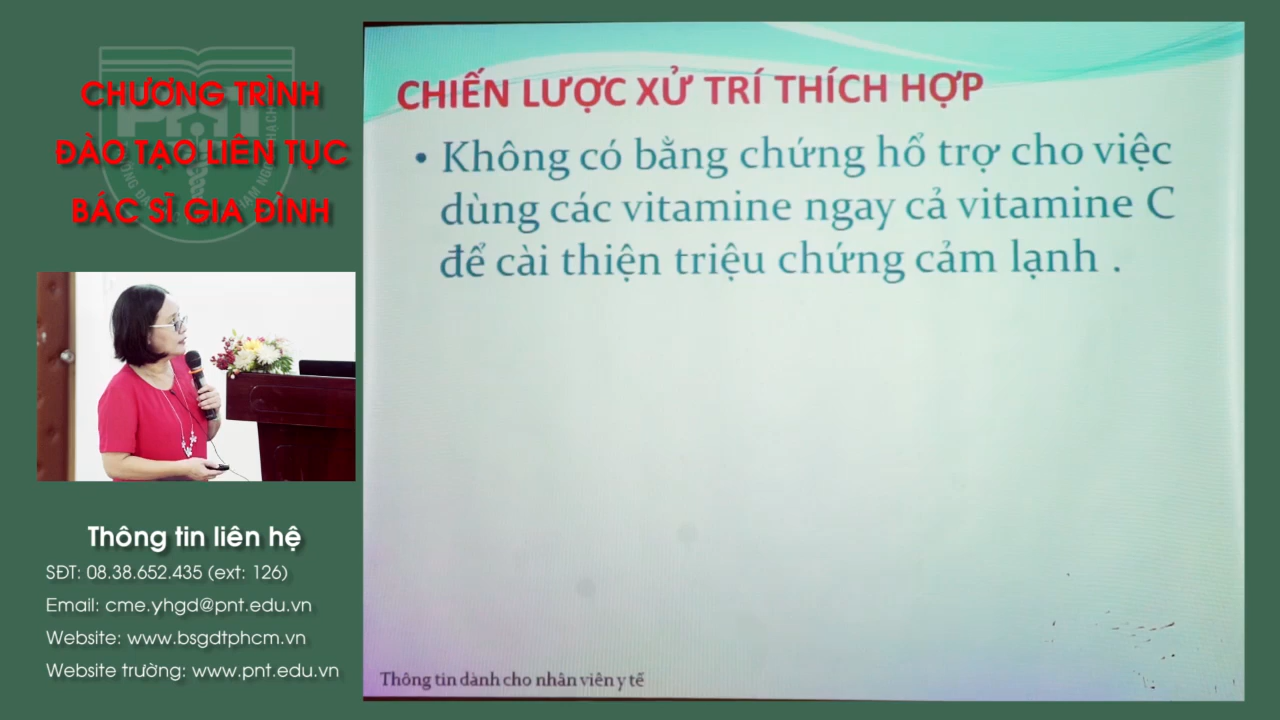 CHƯƠNG TRÌNH
ĐÀO TẠO LIÊN TỤC
BÁC SĨ GIA ĐÌNH
Thông tin liên hệ
SĐT: 08.38.652.435 (ext: 126)
Email: cme.yhgd@pnt.edu.vn
Website: www.bsgdtphcm.vn
Website trường: www.pnt.edu.vn
CHIẾN LƯỢC XỬ TRÍ THÍCH HỢP
• Không có bằng chứng hổ trợ cho việc
dùng các vitamine ngay cả vitamine C
để cài thiện triệu chứng cảm lạnh .
Thông tin dành cho nhân viên y tế